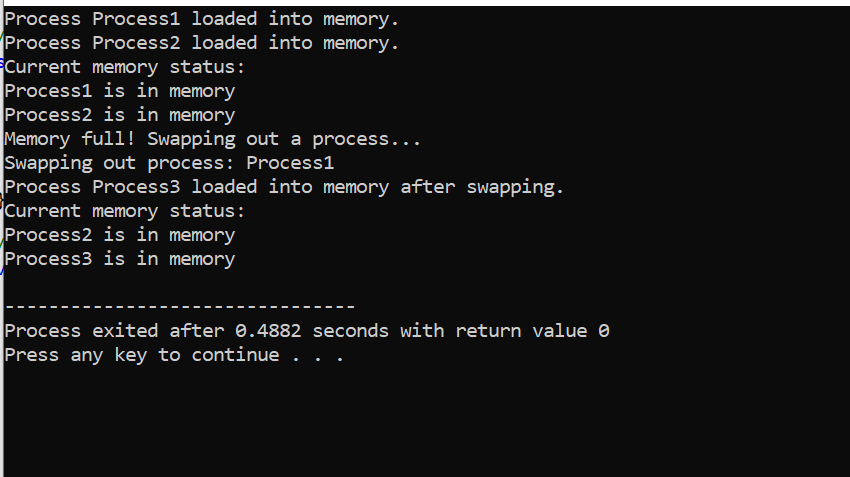 Process Process1 loaded into memory.
Process Process2 loaded into memory.
Current memory status:
Process1 is in memory
Process2 is in memory
Memory full! Swapping out a process...
Swapping out process: Process1
Process Process3 loaded into memory after swapping.
Current memory status:
Process2 is in memory
Process3 is in memory
--------------------------------
Process exited after 0.4882 seconds with return value 0
Press any key to continue . . .